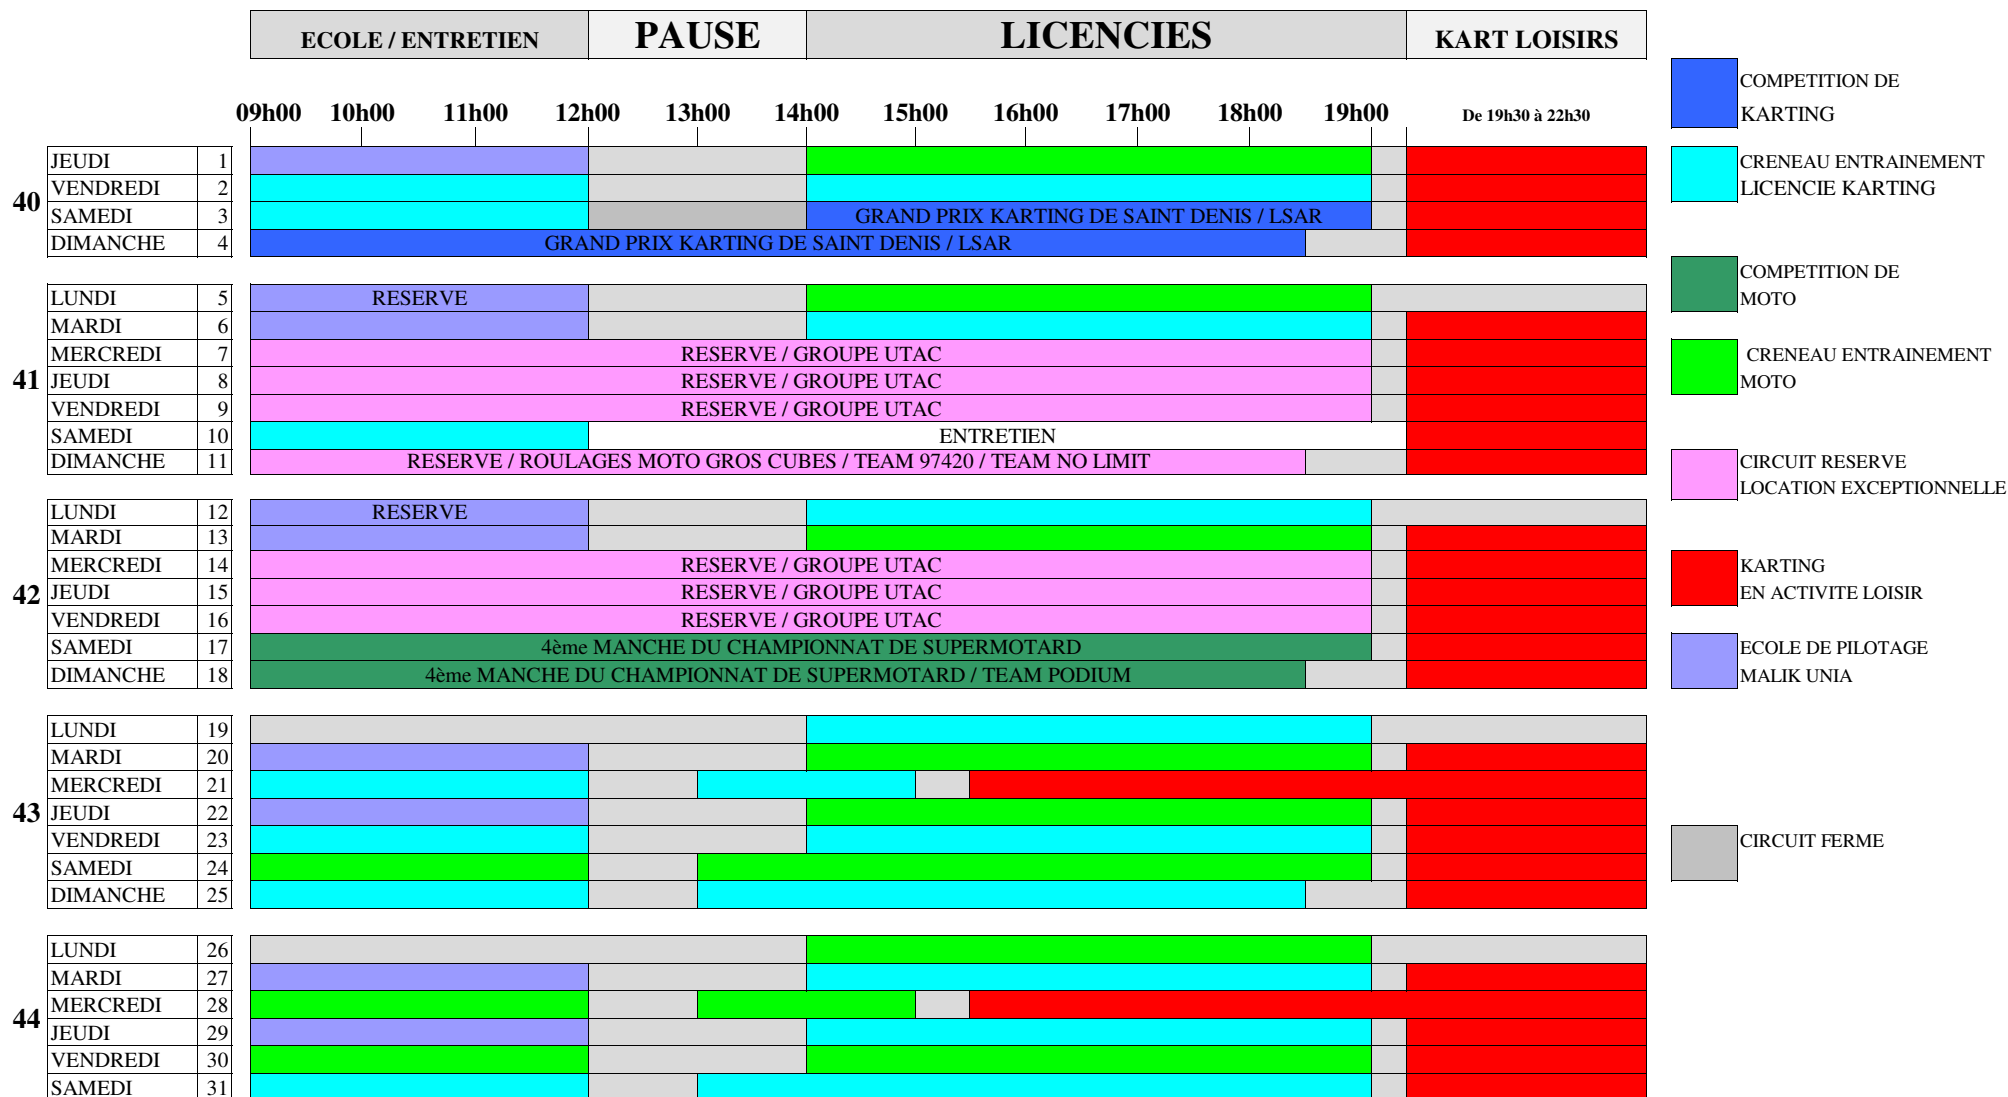 ECOLE / ENTRETIEN PAUSE LICENCIES KART LOISIRS
09h00 10h00 11h00 12h00 13h00 14h00 15h00 16h00 17h00 18h00 19h00 De 19h30 à 22h30
40
JEUDI 1
VENDREDI 2
SAMEDI 3 GRAND PRIX KARTING DE SAINT DENIS / LSAR
DIMANCHE 4 GRAND PRIX KARTING DE SAINT DENIS / LSAR
41
LUNDI 5 RESERVE
MARDI 6
MERCREDI 7 RESERVE / GROUPE UTAC
JEUDI 8 RESERVE / GROUPE UTAC
VENDREDI 9 RESERVE / GROUPE UTAC
SAMEDI 10 ENTRETIEN
DIMANCHE 11 RESERVE / ROULAGES MOTO GROS CUBES / TEAM 97420 / TEAM NO LIMIT
42
LUNDI 12 RESERVE
MARDI 13
MERCREDI 14 RESERVE / GROUPE UTAC
JEUDI 15 RESERVE / GROUPE UTAC
VENDREDI 16 RESERVE / GROUPE UTAC
SAMEDI 17 4ème MANCHE DU CHAMPIONNAT DE SUPERMOTARD
DIMANCHE 18 4ème MANCHE DU CHAMPIONNAT DE SUPERMOTARD / TEAM PODIUM
43
LUNDI 19
MARDI 20
MERCREDI 21
JEUDI 22
VENDREDI 23
SAMEDI 24
DIMANCHE 25
44
LUNDI 26
MARDI 27
MERCREDI 28
JEUDI 29
VENDREDI 30
SAMEDI 31
COMPETITION DE
KARTING
CRENEAU ENTRAINEMENT
LICENCIE KARTING
COMPETITION DE
MOTO
CRENEAU ENTRAINEMENT
MOTO
CIRCUIT RESERVE
LOCATION EXCEPTIONNELLE
KARTING
EN ACTIVITE LOISIR
ECOLE DE PILOTAGE
MALIK UNIA
CIRCUIT FERME